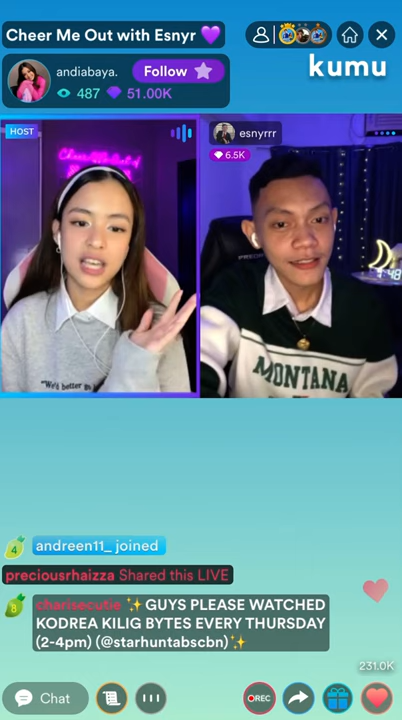 Cheer Me Out with Esnyr 💜
kumu
andiabaya.
Follow
487 51.00K
HOST
esnyrrr
6.5K
MONTANA
andreen11_ joined
preciousrhaizza Shared this LIVE
charisecutie ✨GUYS PLEASE WATCHED
KODREA KILIG BYTES EVERY THURSDAY
(2-4pm) (@starhuntabscbn)✨
231.0K
Chat
REC